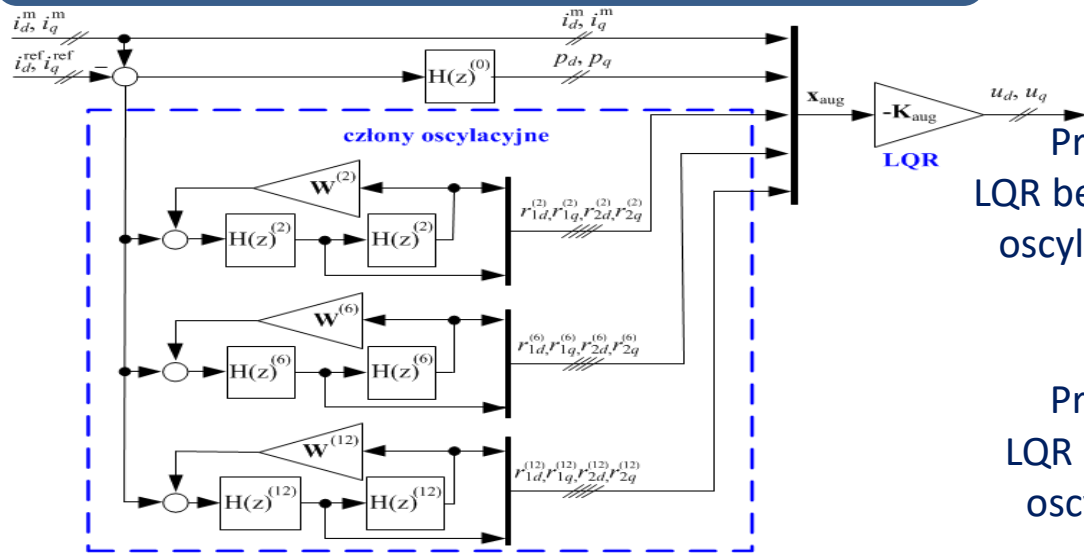 i_d^m, i_q^m
i_d^m, i_q^m
i_d^ref, i_q^ref
–
H(z)^(0)
p_d, p_q
x_aug
-K_aug
u_d, u_q
LQR
człony oscylacyjne
W^(2)
H(z)^(2)
H(z)^(2)
r_1d^(2), r_1q^(2), r_2d^(2), r_2q^(2)
W^(6)
H(z)^(6)
H(z)^(6)
r_1d^(6), r_1q^(6), r_2d^(6), r_2q^(6)
W^(12)
H(z)^(12)
H(z)^(12)
r_1d^(12), r_1q^(12), r_2d^(12), r_2q^(12)
Pr
LQR be
oscyl
Pr
LQR
osc